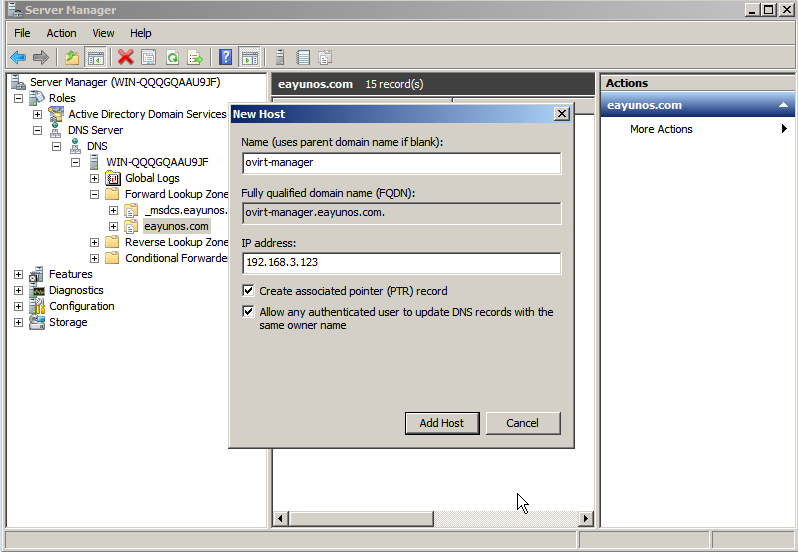 Server Manager
File Action View Help
Server Manager (WIN-QQQGQAAU9JF)
Roles
Active Directory Domain Services
DNS Server
DNS
WIN-QQQGQAAU9JF
Global Logs
Forward Lookup Zone
_msdcs.eayunos.
eayunos.com
Reverse Lookup Zone
Conditional Forwarde
Features
Diagnostics
Configuration
Storage
eayunos.com 15 record(s)
New Host
Name (uses parent domain name if blank):
ovirt-manager
Fully qualified domain name (FQDN):
ovirt-manager.eayunos.com.
IP address:
192.168.3.123
Create associated pointer (PTR) record
Allow any authenticated user to update DNS records with the
same owner name
Add Host Cancel
Actions
eayunos.com
More Actions